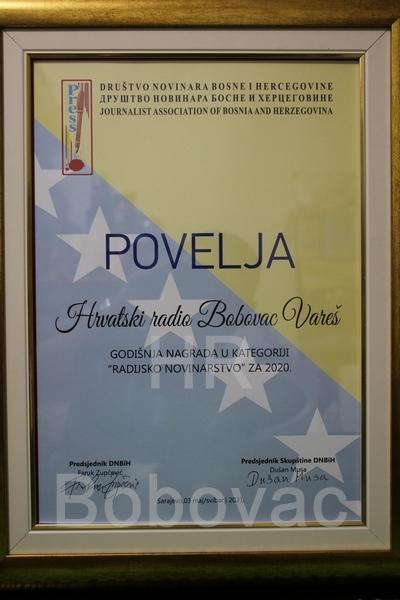 Press
DRUŠTVO NOVINARA BOSNE I HERCEGOVINE
ДРУШТВО НОВИНАРА БОСНЕ И ХЕРЦЕГОВИНЕ
JOURNALIST ASSOCIATION OF BOSNIA AND HERZEGOVINA
POVELJA
Hrvatski radio Bobovac Vareš
GODIŠNJA NAGRADA U KATEGORIJI
"RADIJSKO NOVINARSTVO" ZA 2020.
HR
Predsjednik DNBiH
Faruk Zupčević
Predsjednik Skupštine DNBiH
Dušan Musa
Dušan Musa
Sarajevo,03.maj/svibanj 2021.
Bobovac